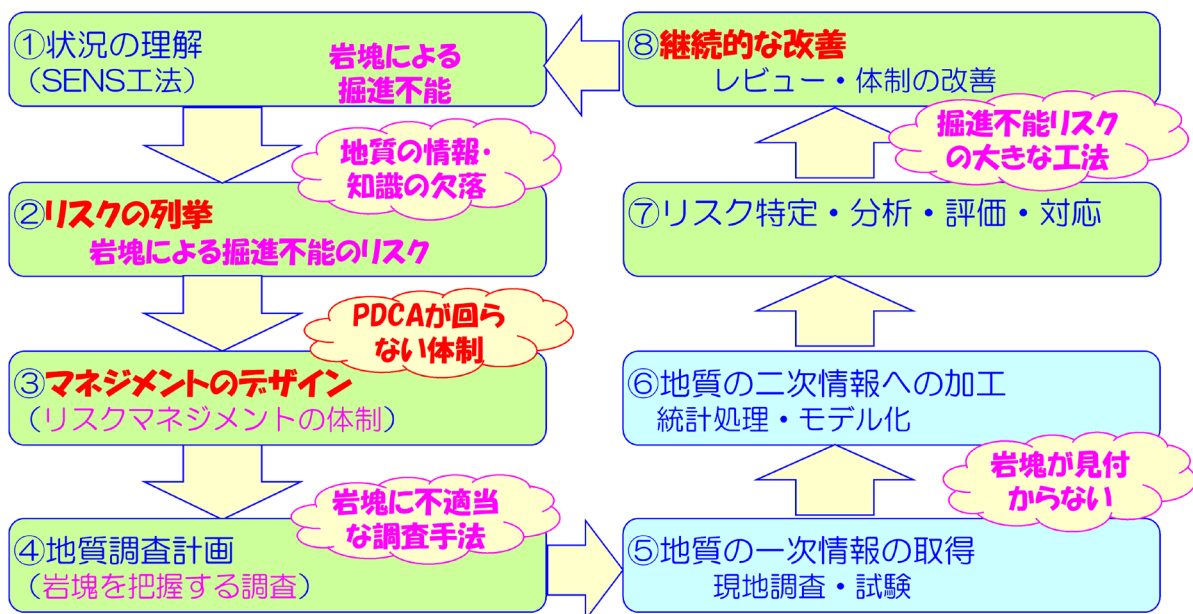 ①状況の理解
（SENS工法）
岩塊による
掘進不能
地質の情報・
知識の欠落
②リスクの列挙
岩塊による掘進不能のリスク
PDCAが回ら
ない体制
③マネジメントのデザイン
（リスクマネジメントの体制）
岩塊に不適当
な調査手法
④地質調査計画
（岩塊を把握する調査）
⑤地質の一次情報の取得
現地調査・試験
岩塊が見付
からない
⑥地質の二次情報への加工
統計処理・モデル化
⑦リスク特定・分析・評価・対応
掘進不能リスク
の大きな工法
⑧継続的な改善
レビュー・体制の改善